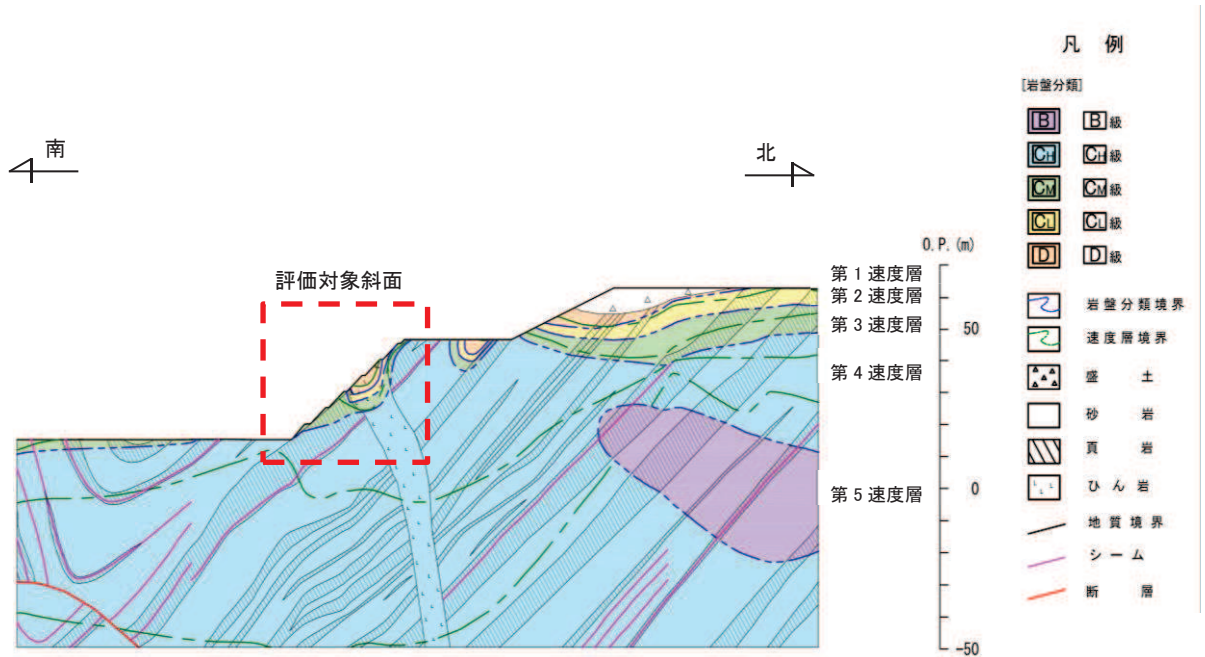 凡 例
[岩盤分類]
B B級
CH CH級
CM CM級
CL CL級
D D級
岩盤分類境界
速度層境界
盛 土
砂 岩
頁 岩
ひん岩
地質境界
シーム
断 層
南
北
評価対象斜面
O.P.(m)
第1速度層
第2速度層
第3速度層
50
第4速度層
第5速度層
0
-50